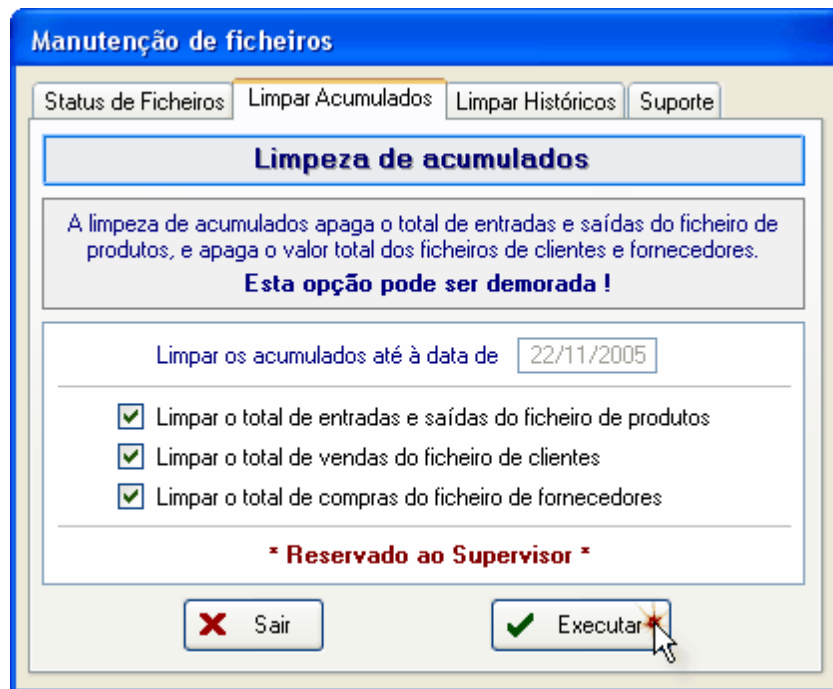 Manutenção de ficheiros
Status de Ficheiros Limpar Acumulados Limpar Históricos Suporte
Limpeza de acumulados
A limpeza de acumulados apaga o total de entradas e saídas do ficheiro de
produtos, e apaga o valor total dos ficheiros de clientes e fornecedores.
Esta opção pode ser demorada !
Limpar os acumulados até à data de 22/11/2005
Limpar o total de entradas e saídas do ficheiro de produtos
Limpar o total de vendas do ficheiro de clientes
Limpar o total de compras do ficheiro de fornecedores
* Reservado ao Supervisor *
Sair Executar